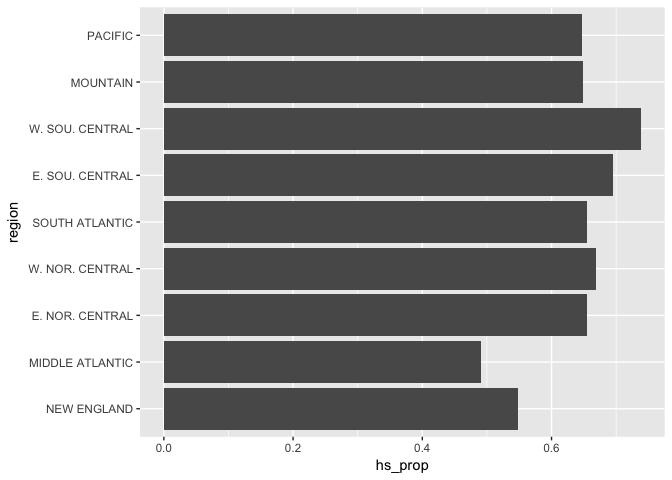 PACIFIC
MOUNTAIN
W. SOU. CENTRAL
E. SOU. CENTRAL
SOUTH ATLANTIC
W. NOR. CENTRAL
E. NOR. CENTRAL
MIDDLE ATLANTIC
NEW ENGLAND
region
0.0 0.2 0.4 0.6
hs_prop